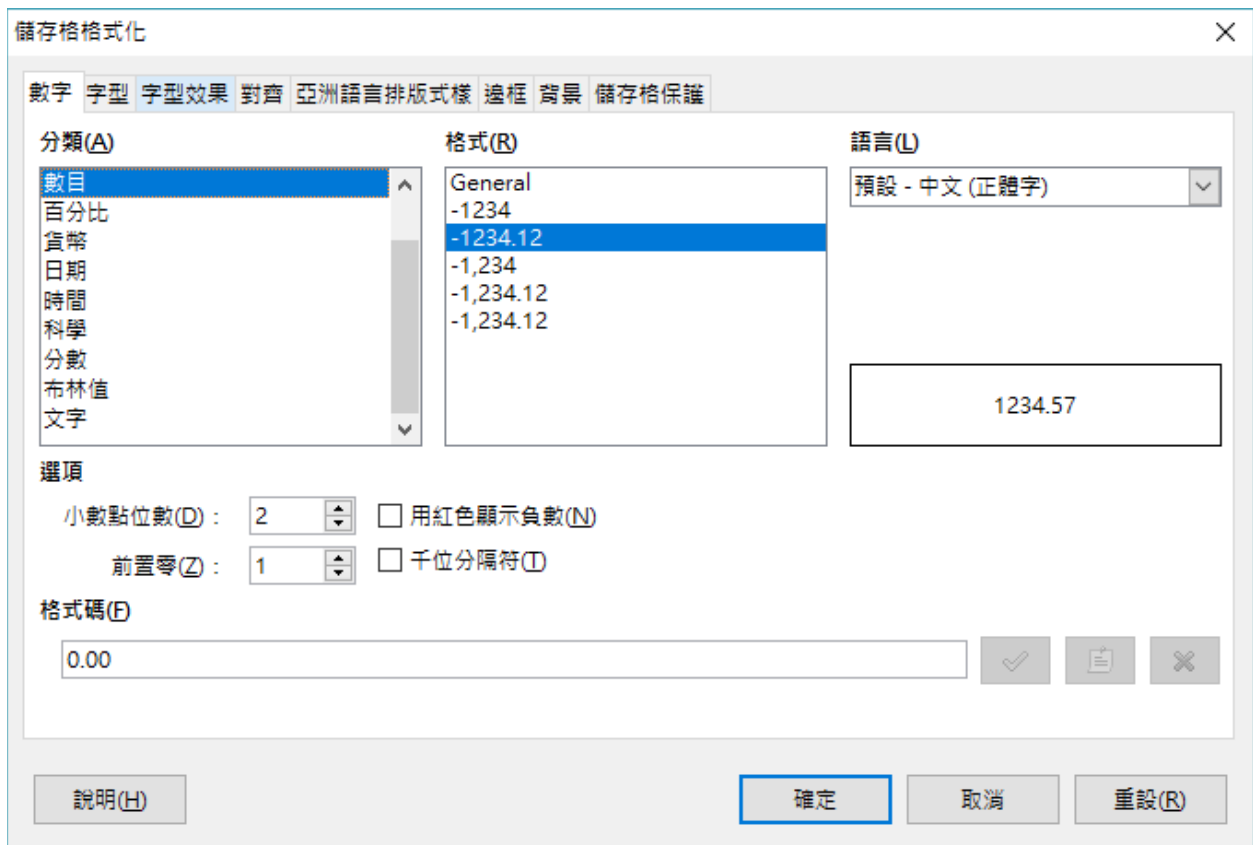 儲存格格式化
數字 字型 字型效果 對齊 亞洲語言排版式樣 邊框 背景 儲存格保護
分類(A)
數目
百分比
貨幣
日期
時間
科學
分數
布林值
文字
格式(R)
General
-1234
-1234.12
-1,234
-1,234.12
-1,234.12
語言(L)
預設 - 中文 (正體字)
1234.57
選項
小數點位數(D)： 2 用紅色顯示負數(N)
前置零(Z)： 1 千位分隔符(T)
格式碼(F)
0.00
說明(H) 確定 取消 重設(R)